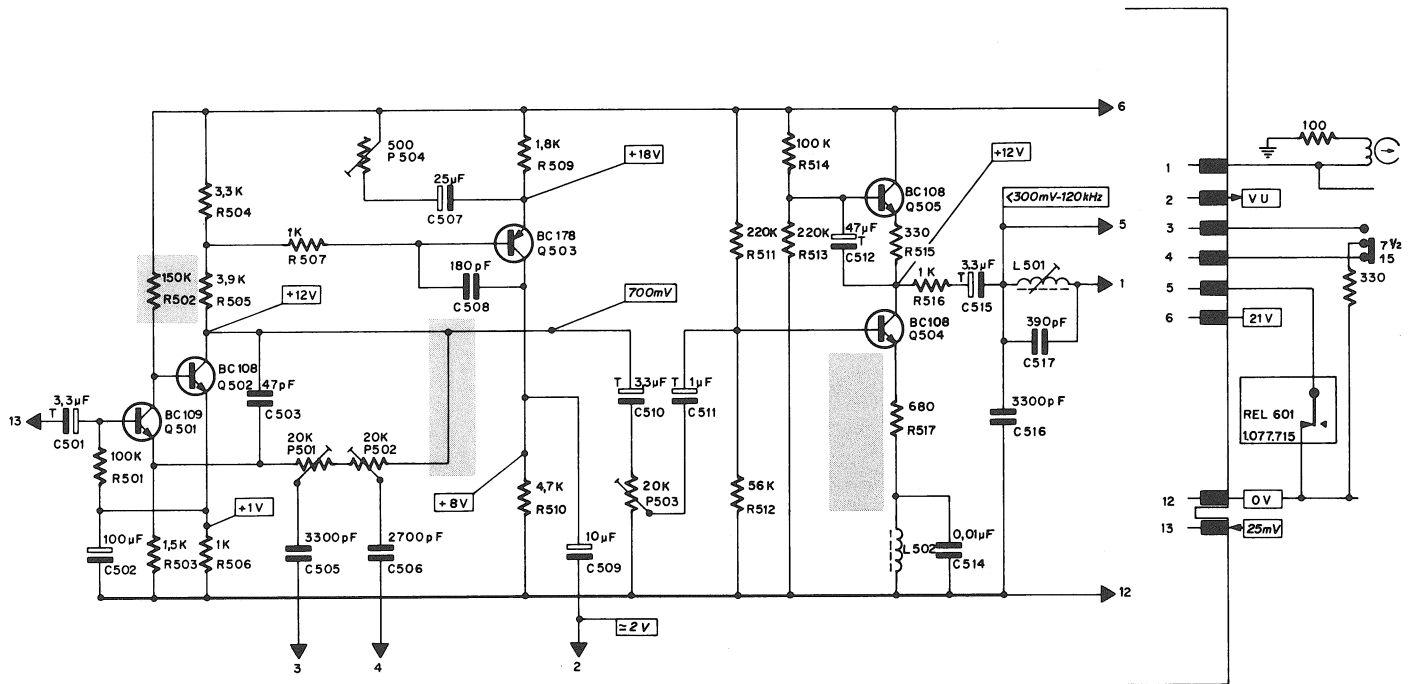 6
500
P 504
1,8K
R509
+18V
100 K
R514
+12V
100
1
2
VU
3
4
7 1/2
15
330
5
6
21V
3,3K
R504
25µF
C507
BC108
Q505
<300mV-120kHz
5
1K
R507
BC178
Q503
220K
R511
220K
R513
47µF
T
C512
330
R515
150K
R502
3,9K
R505
180pF
C508
1K
R516
T
3,3µF
C515
L501
1
+12V
700mV
BC108
Q504
390pF
C517
BC108
Q502
47pF
C503
T
3,3µF
C510
T
1µF
C511
13
T
3,3µF
C501
BC109
Q501
680
R517
3300pF
C516
REL 601
1.077.715
100K
R501
20K
P501
20K
P502
+1V
+8V
4,7K
R510
20K
P503
56K
R512
12
0V
13
25mV
100µF
C502
1,5K
R503
1K
R506
3300pF
C505
2700pF
C506
10µF
C509
L502
0,01µF
C514
12
≃2V
3
4
2